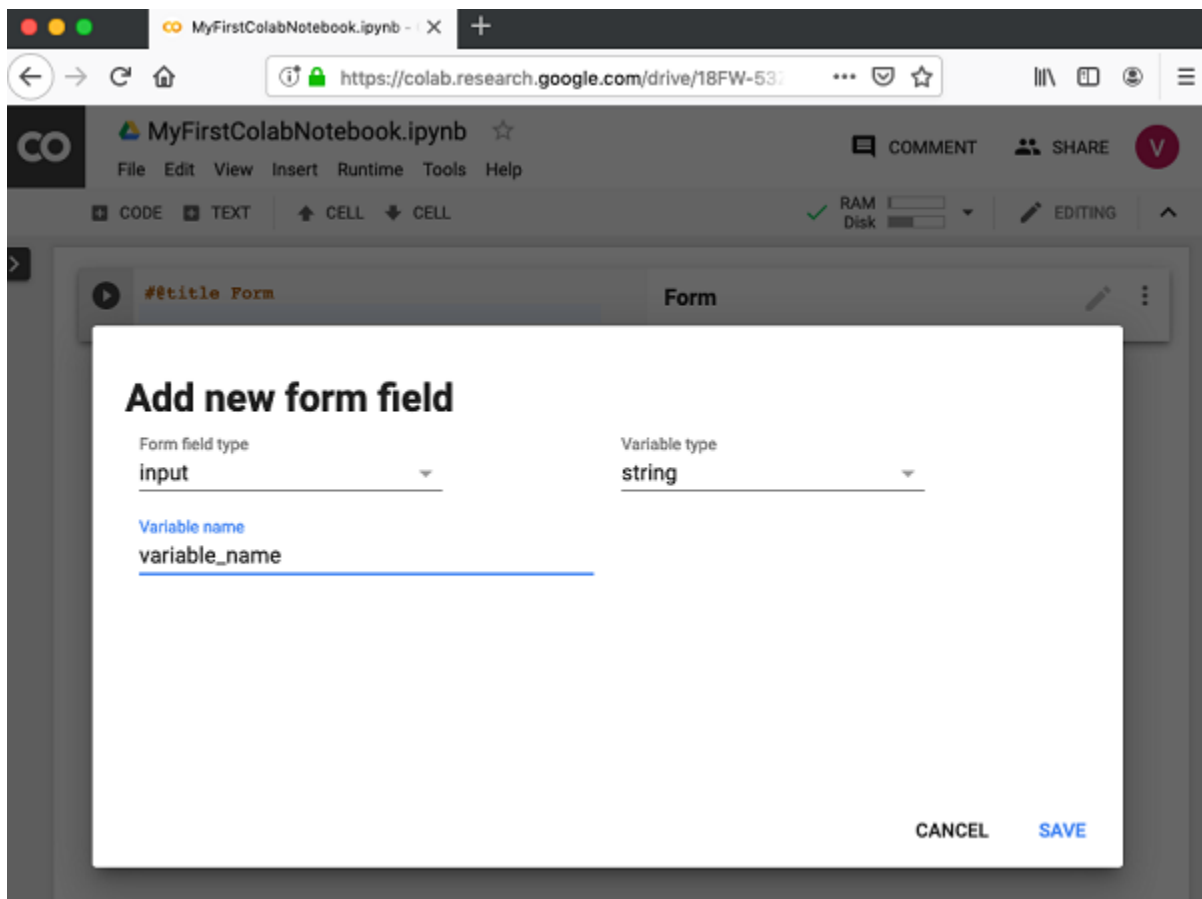 CO MyFirstColabNotebook.ipynb -
https://colab.research.google.com/drive/18FW-53
CO MyFirstColabNotebook.ipynb
File Edit View Insert Runtime Tools Help
COMMENT SHARE V
CODE TEXT CELL CELL
RAM
Disk
EDITING
#@title Form
Form
Add new form field
Form field type
input
Variable type
string
Variable name
variable_name
CANCEL SAVE